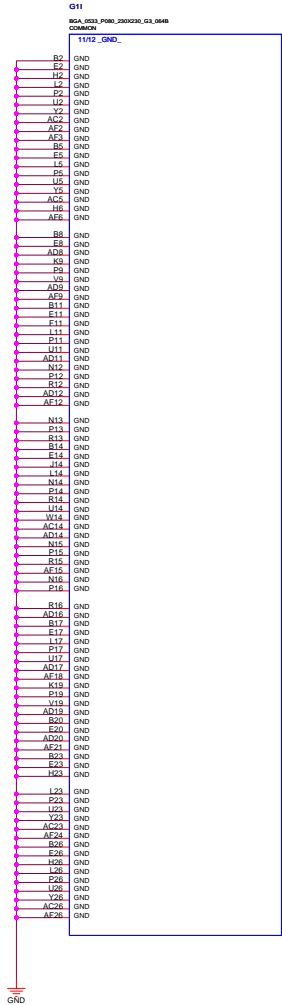 G1I
BGA_0533_P080_230X230_G3_064B
COMMON
11/12 _GND_
B2 GND
E2 GND
H2 GND
L2 GND
P2 GND
U2 GND
Y2 GND
AC2 GND
AF2 GND
AF3 GND
B5 GND
E5 GND
L5 GND
P5 GND
U5 GND
Y5 GND
AC5 GND
H6 GND
AF6 GND
B8 GND
E8 GND
AD8 GND
K9 GND
P9 GND
V9 GND
AD9 GND
AF9 GND
B11 GND
E11 GND
F11 GND
L11 GND
P11 GND
U11 GND
AD11 GND
N12 GND
P12 GND
R12 GND
AD12 GND
AF12 GND
N13 GND
P13 GND
R13 GND
B14 GND
E14 GND
J14 GND
L14 GND
N14 GND
P14 GND
R14 GND
U14 GND
W14 GND
AC14 GND
AD14 GND
N15 GND
P15 GND
R15 GND
AF15 GND
N16 GND
P16 GND
R16 GND
AD16 GND
B17 GND
E17 GND
L17 GND
P17 GND
U17 GND
AD17 GND
AF18 GND
K19 GND
P19 GND
V19 GND
AD19 GND
B20 GND
E20 GND
AD20 GND
AF21 GND
B23 GND
E23 GND
H23 GND
L23 GND
P23 GND
U23 GND
Y23 GND
AC23 GND
AF24 GND
B26 GND
E26 GND
H26 GND
L26 GND
P26 GND
U26 GND
Y26 GND
AC26 GND
AF26 GND
GND